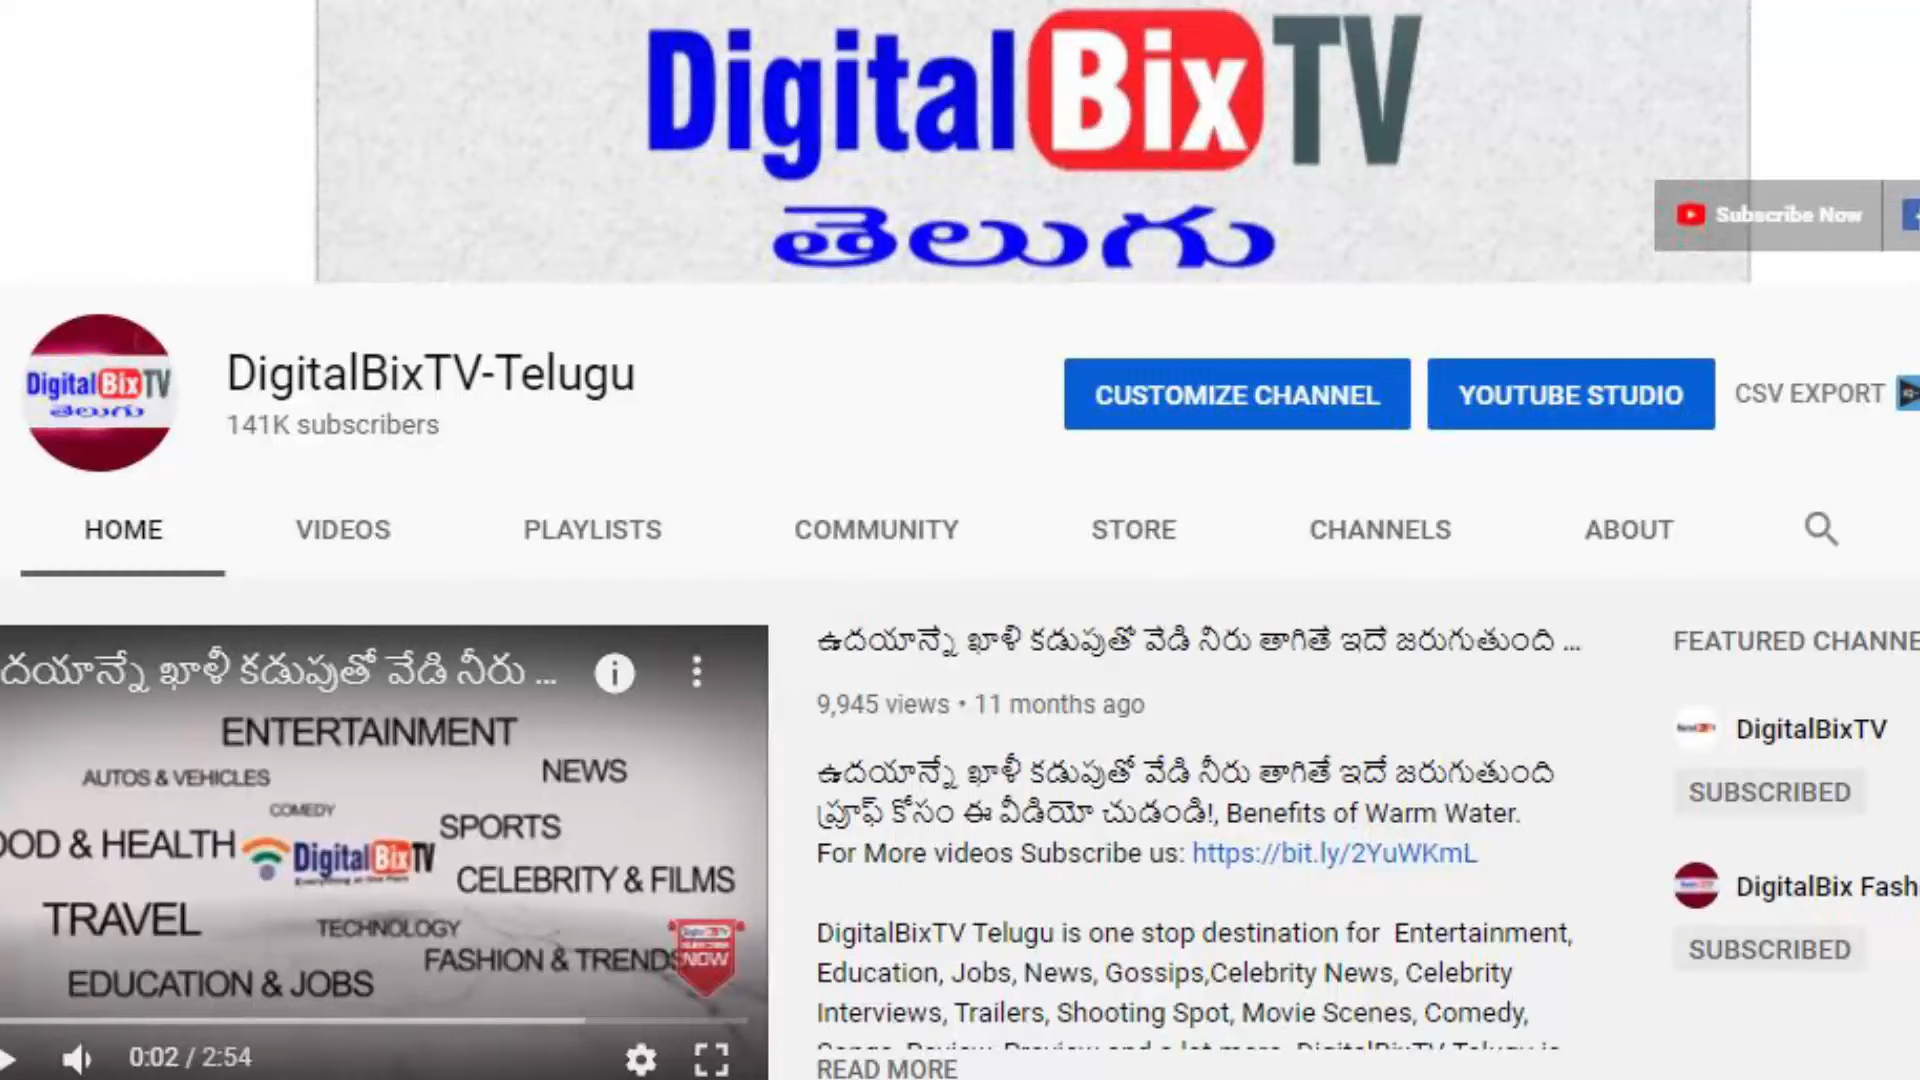 DigitalBixTV
తెలుగు
Subscribe Now
DigitalBixTV
తెలుగు
DigitalBixTV-Telugu
141K subscribers
CUSTOMIZE CHANNEL
YOUTUBE STUDIO
CSV EXPORT
HOME
VIDEOS
PLAYLISTS
COMMUNITY
STORE
CHANNELS
ABOUT
దయాన్నే ఖాళీ కడుపుతో వేడి నీరు ...
ENTERTAINMENT
NEWS
AUTOS & VEHICLES
COMEDY
SPORTS
OOD & HEALTH
DigitalBixTV
CELEBRITY & FILMS
TRAVEL
TECHNOLOGY
FASHION & TRENDS
NOW
EDUCATION & JOBS
0:02 / 2:54
ఉదయాన్నే ఖాళీ కడుపుతో వేడి నీరు తాగితే ఇదే జరుగుతుంది ...
9,945 views • 11 months ago
ఉదయాన్నే ఖాళీ కడుపుతో వేడి నీరు తాగితే ఇదే జరుగుతుంది
ప్రూఫ్ కోసం ఈ వీడియో చుడండి!, Benefits of Warm Water.
For More videos Subscribe us: https://bit.ly/2YuWKmL
DigitalBixTV Telugu is one stop destination for Entertainment,
Education, Jobs, News, Gossips,Celebrity News, Celebrity
Interviews, Trailers, Shooting Spot, Movie Scenes, Comedy,
READ MORE
FEATURED CHANNE
DigitalBixTV
SUBSCRIBED
DigitalBix Fash
SUBSCRIBED